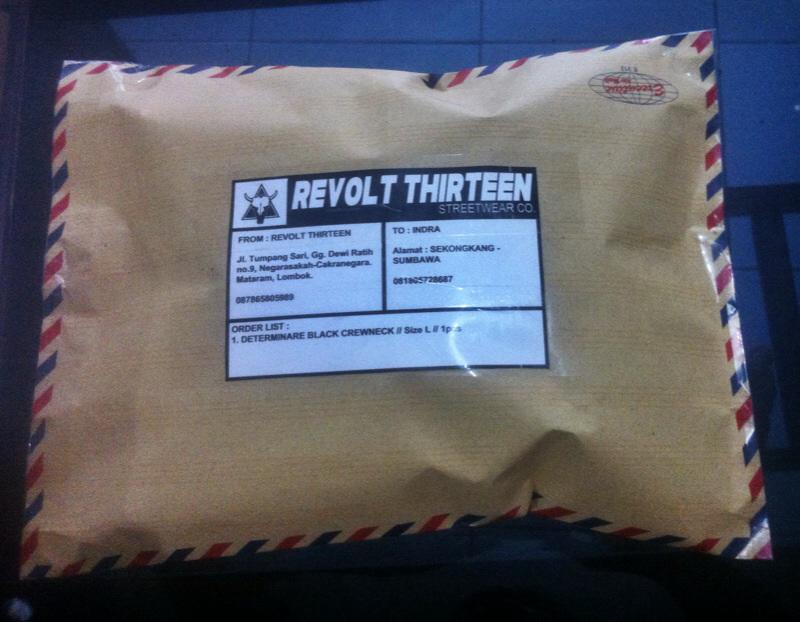 Executive
REVOLT THIRTEEN
STREETWEAR CO.
FROM : REVOLT THIRTEEN
Jl. Tumpang Sari, Gg. Dewi Ratih
no.9, Negarasakah-Cakranegara.
Mataram, Lombok.
087865805989
TO : INDRA
Alamat : SEKONGKANG -
SUMBAWA
081805728687
ORDER LIST :
1. DETERMINARE BLACK CREWNECK // Size L // 1pcs